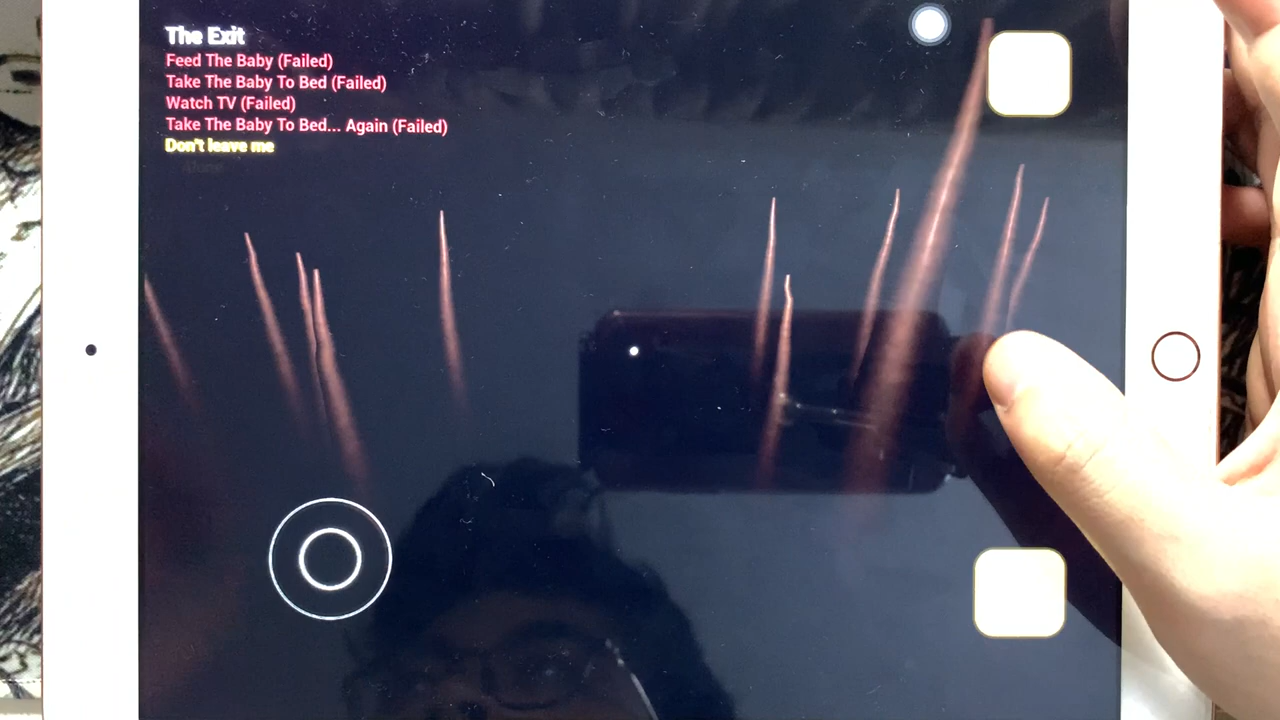 The Exit
Feed The Baby (Failed)
Take The Baby To Bed (Failed)
Watch TV (Failed)
Take The Baby To Bed... Again (Failed)
Don't leave me